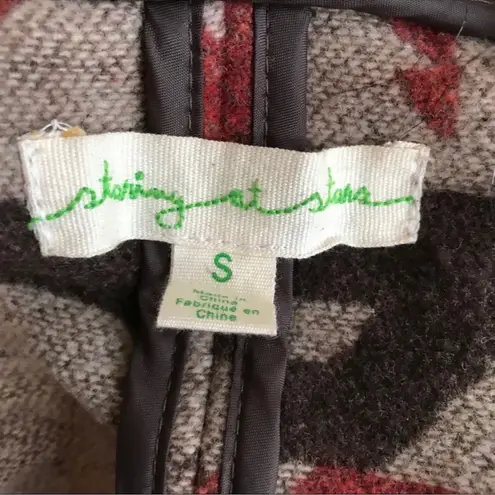 staring at stars
S
Made in
China
Fabriqué en
Chine